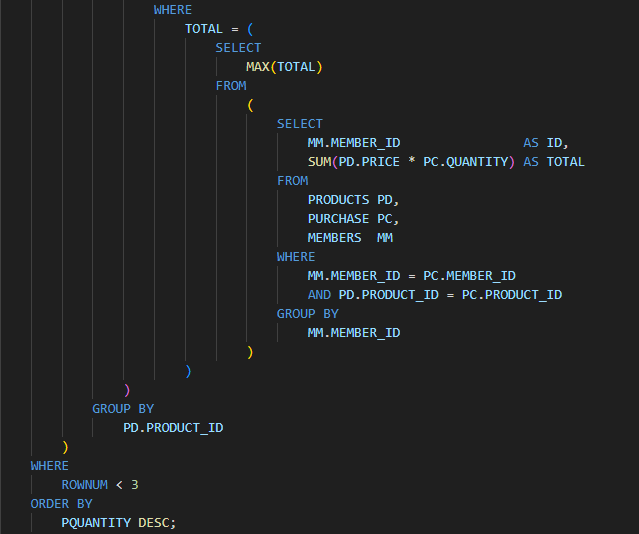 WHERE
TOTAL = (
SELECT
MAX(TOTAL)
FROM
(
SELECT
MM.MEMBER_ID AS ID,
SUM(PD.PRICE * PC.QUANTITY) AS TOTAL
FROM
PRODUCTS PD,
PURCHASE PC,
MEMBERS MM
WHERE
MM.MEMBER_ID = PC.MEMBER_ID
AND PD.PRODUCT_ID = PC.PRODUCT_ID
GROUP BY
MM.MEMBER_ID
)
)
)
GROUP BY
PD.PRODUCT_ID
)
WHERE
ROWNUM < 3
ORDER BY
PQUANTITY DESC;